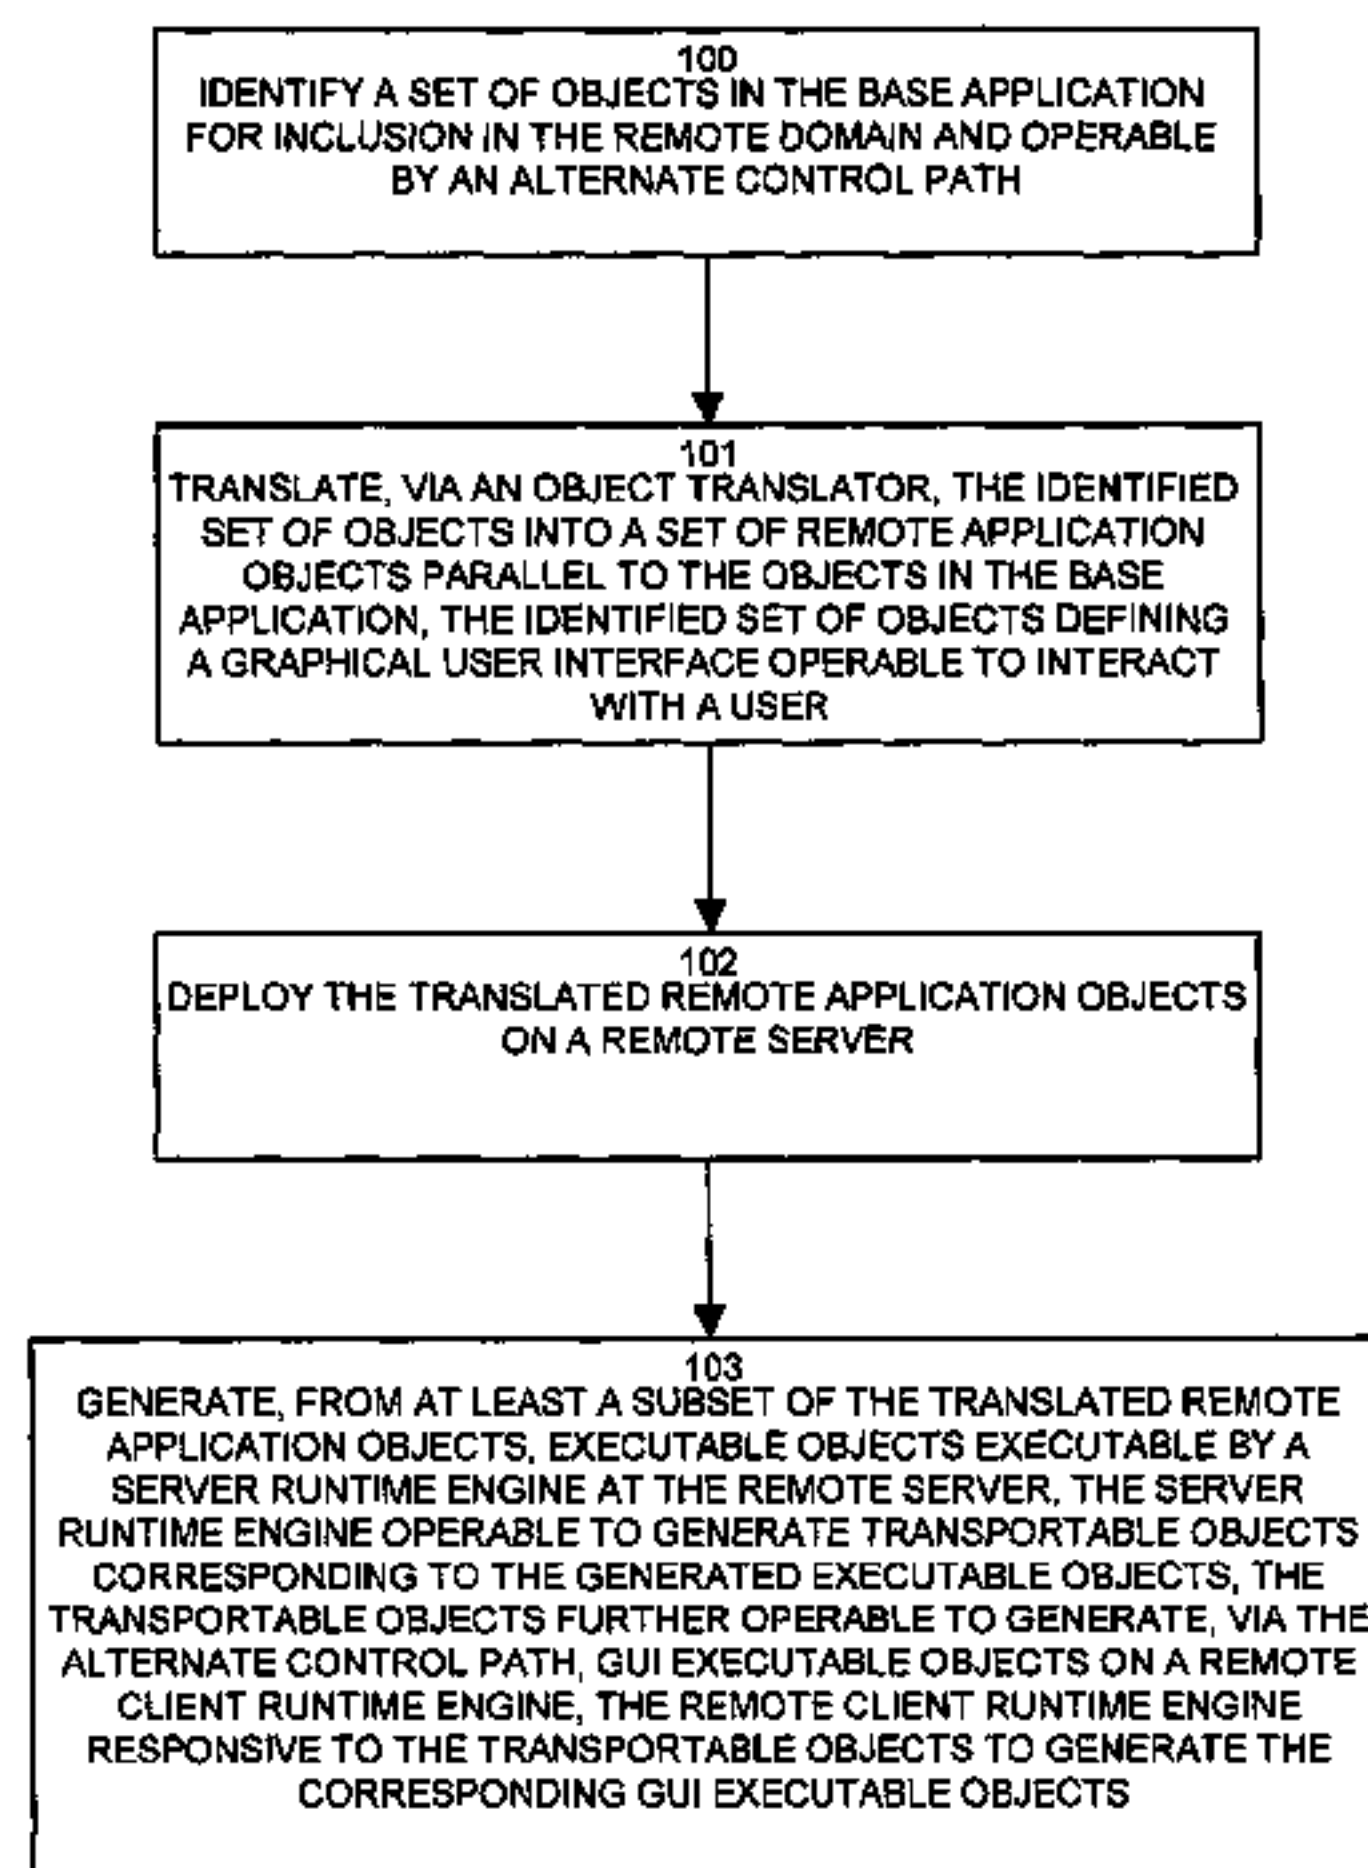 100
IDENTIFY A SET OF OBJECTS IN THE BASE APPLICATION
FOR INCLUSION IN THE REMOTE DOMAIN AND OPERABLE
BY AN ALTERNATE CONTROL PATH
101
TRANSLATE, VIA AN OBJECT TRANSLATOR, THE IDENTIFIED
SET OF OBJECTS INTO A SET OF REMOTE APPLICATION
OBJECTS PARALLEL TO THE OBJECTS IN THE BASE
APPLICATION, THE IDENTIFIED SET OF OBJECTS DEFINING
A GRAPHICAL USER INTERFACE OPERABLE TO INTERACT
WITH A USER
102
DEPLOY THE TRANSLATED REMOTE APPLICATION OBJECTS
ON A REMOTE SERVER
103
GENERATE, FROM AT LEAST A SUBSET OF THE TRANSLATED REMOTE
APPLICATION OBJECTS, EXECUTABLE OBJECTS EXECUTABLE BY A
SERVER RUNTIME ENGINE AT THE REMOTE SERVER, THE SERVER
RUNTIME ENGINE OPERABLE TO GENERATE TRANSPORTABLE OBJECTS
CORRESPONDING TO THE GENERATED EXECUTABLE OBJECTS, THE
TRANSPORTABLE OBJECTS FURTHER OPERABLE TO GENERATE, VIA THE
ALTERNATE CONTROL PATH, GUI EXECUTABLE OBJECTS ON A REMOTE
CLIENT RUNTIME ENGINE, THE REMOTE CLIENT RUNTIME ENGINE
RESPONSIVE TO THE TRANSPORTABLE OBJECTS TO GENERATE THE
CORRESPONDING GUI EXECUTABLE OBJECTS